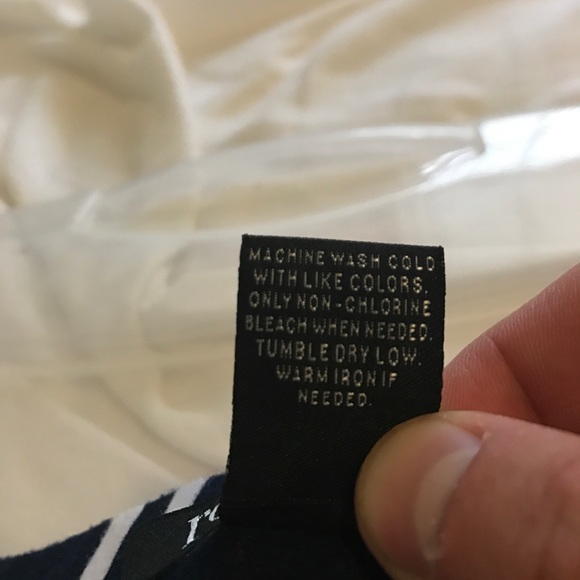 MACHINE WASH COLD
WITH LIKE COLORS.
ONLY NON-CHLORINE
BLEACH WHEN NEEDED.
TUMBLE DRY LOW.
WARM IRON IF
NEEDED.